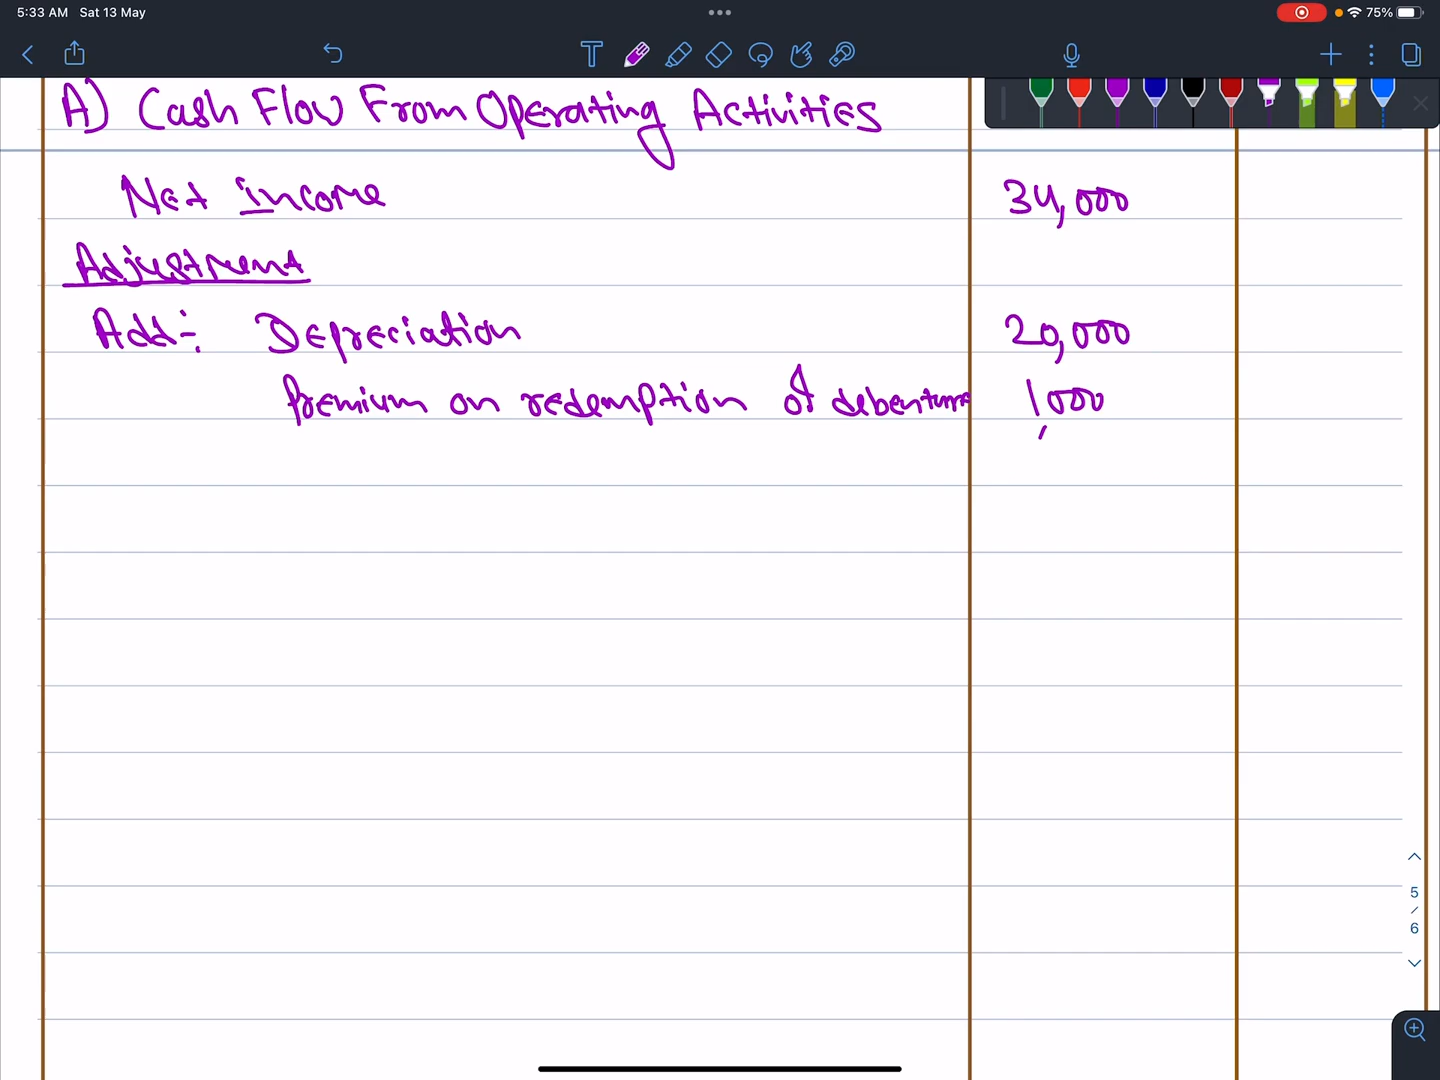 5:33 AM Sat 13 May 75%
A) Cash Flow From Operating Activities
Net income 34,000
Adjustment
Add:- Depreciation 20,000
Premium on redemption of debenture 1,000
5
/
6